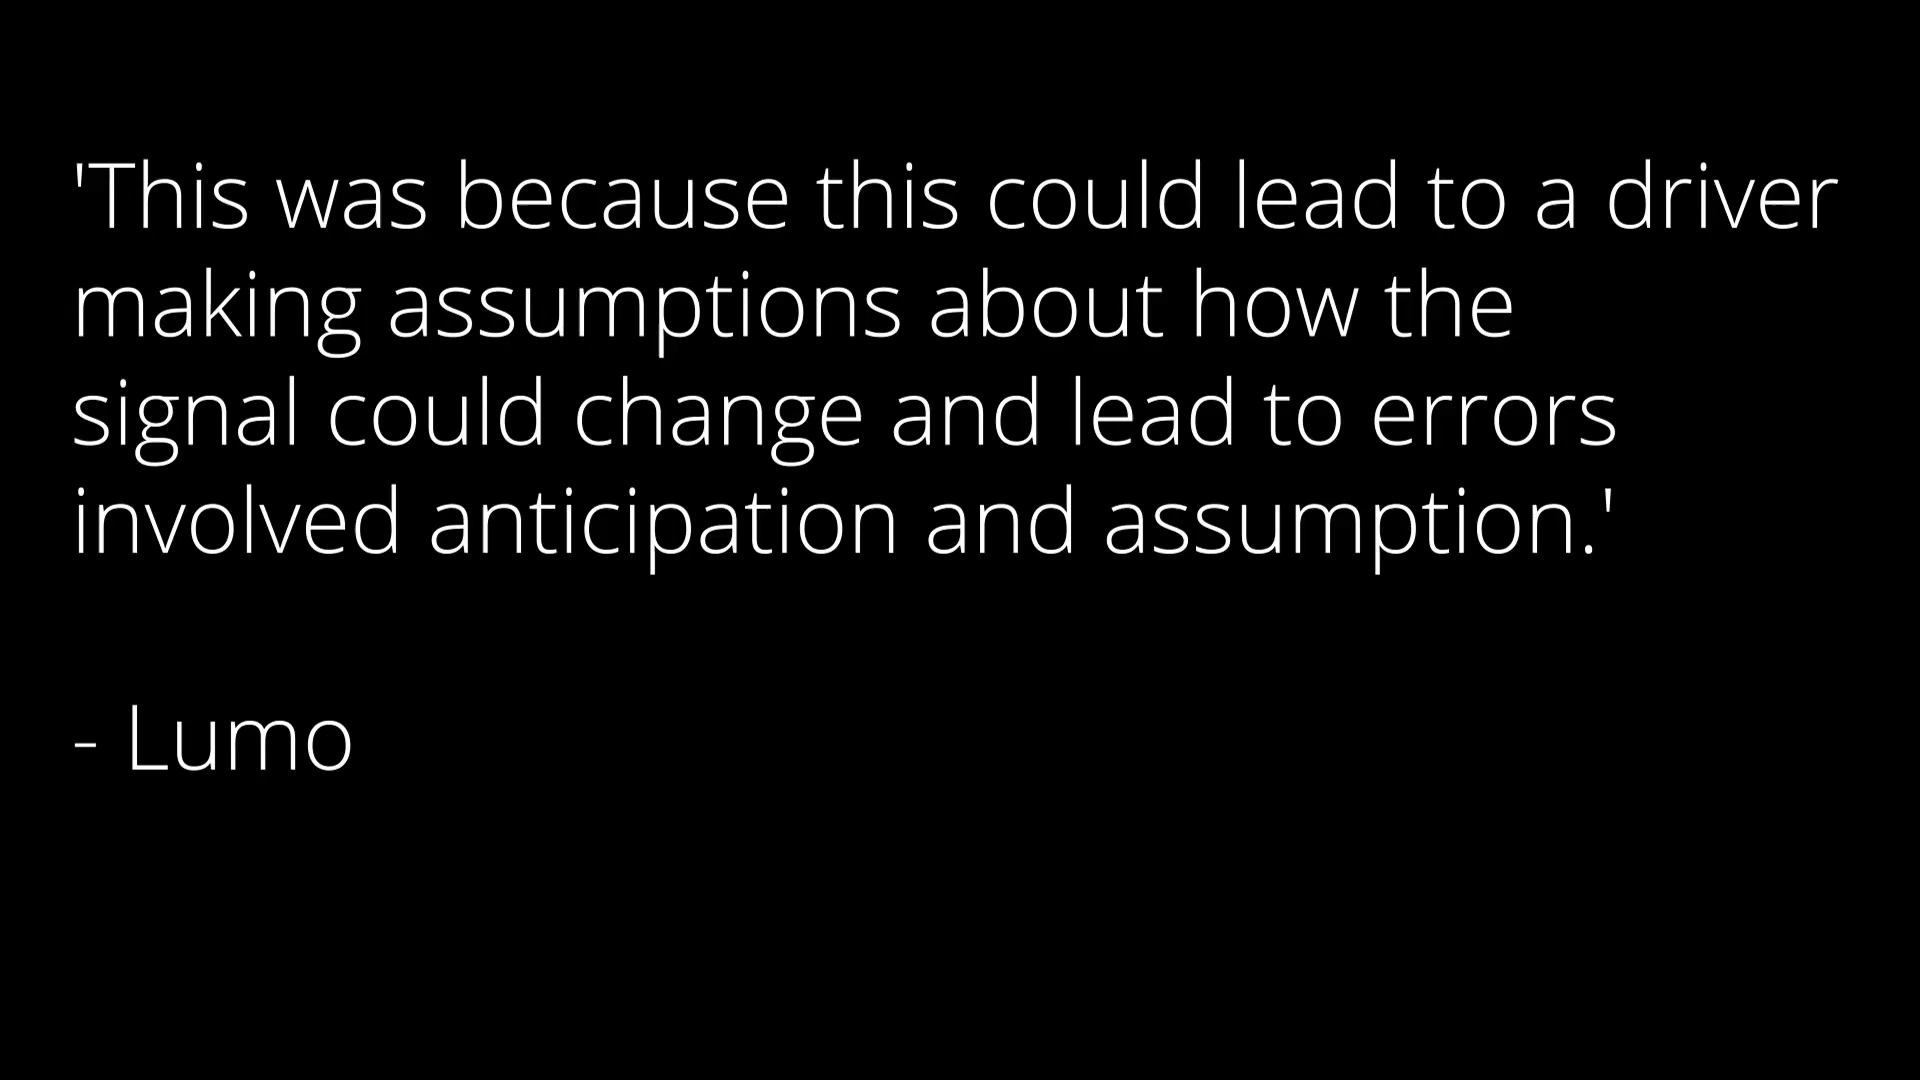 'This was because this could lead to a driver
making assumptions about how the
signal could change and lead to errors
involved anticipation and assumption.'
- Lumo